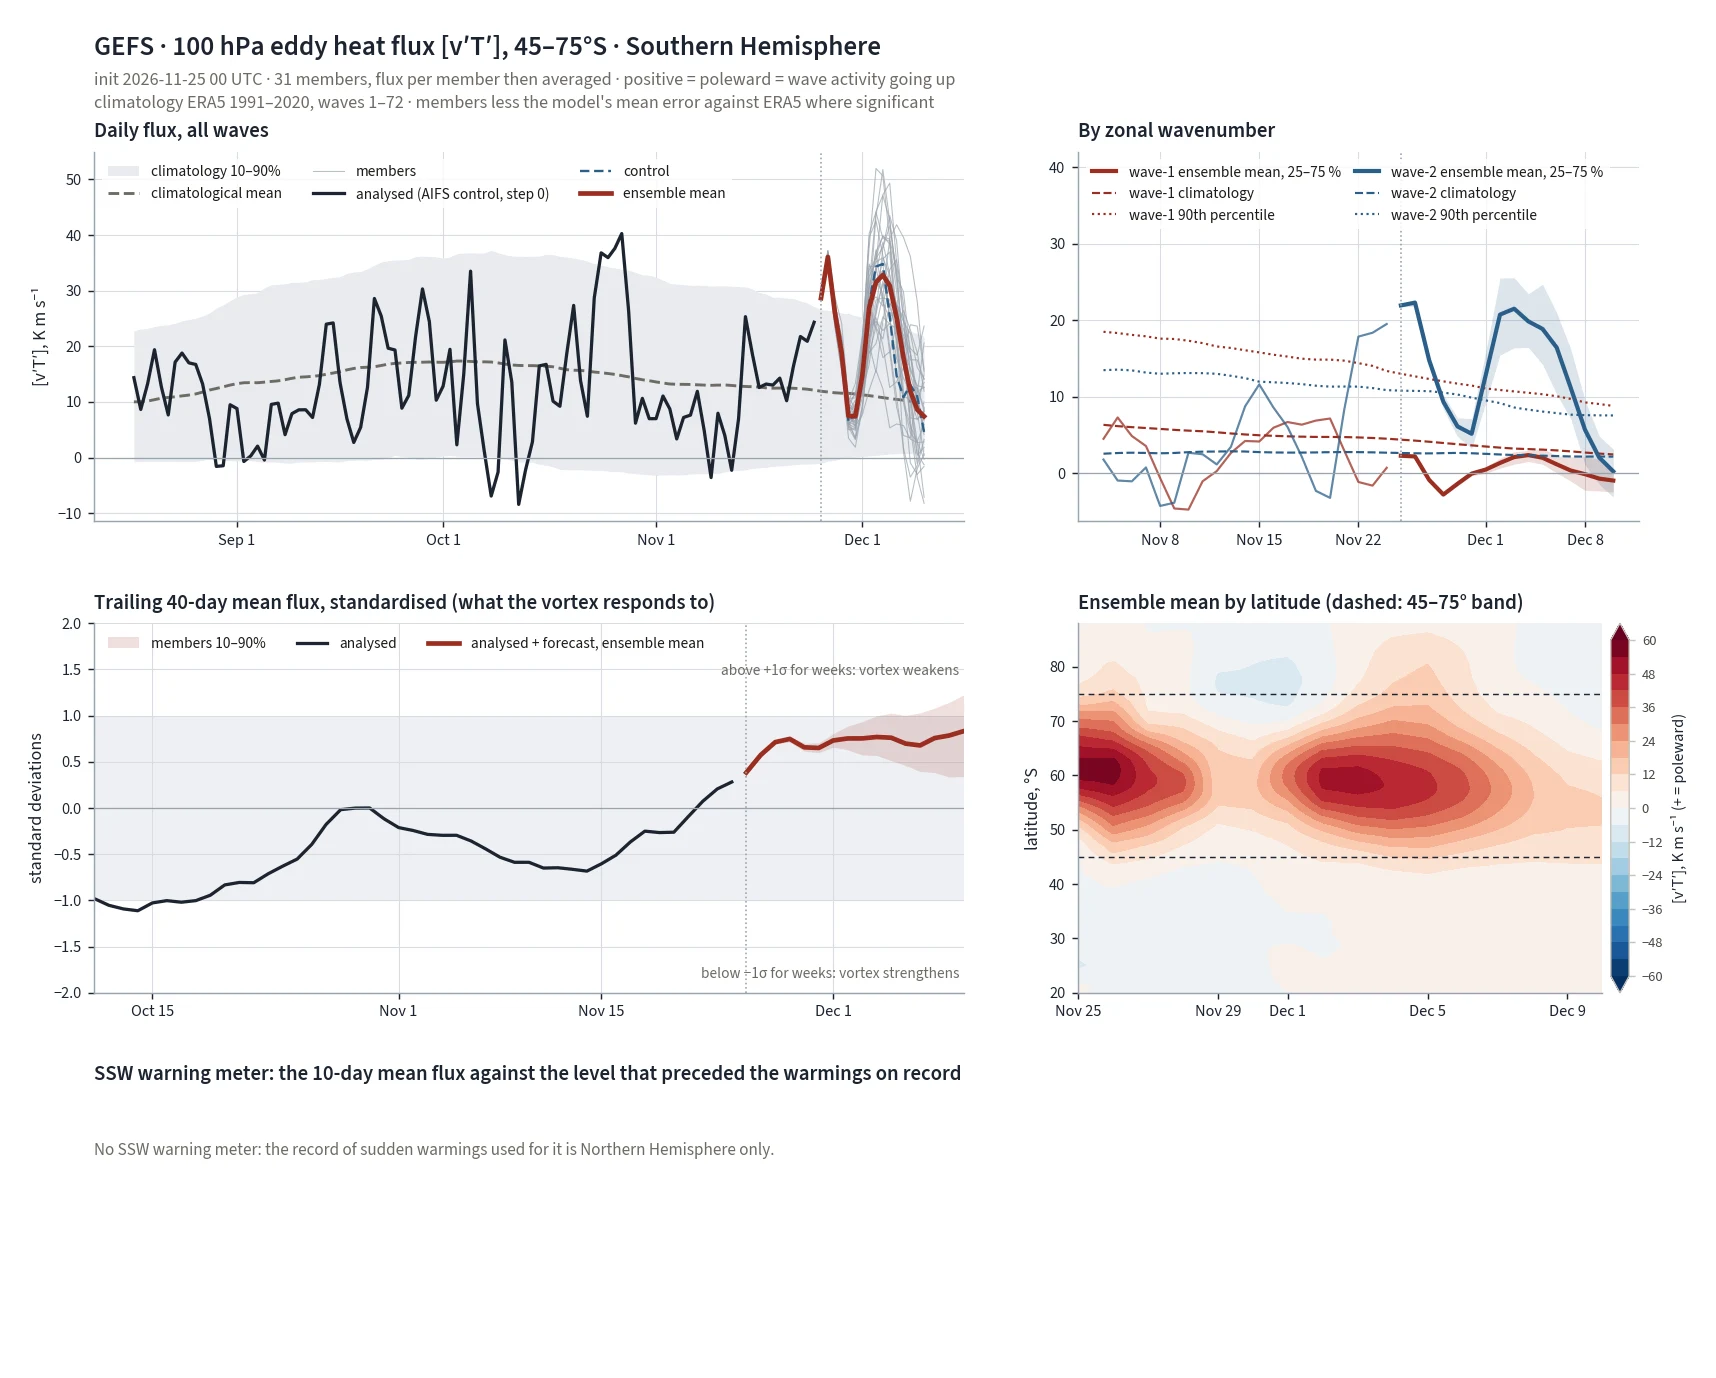 GEFS · 100 hPa eddy heat flux [v′T′], 45–75°S · Southern Hemisphere
init 2026-11-25 00 UTC · 31 members, flux per member then averaged · positive = poleward = wave activity going up
climatology ERA5 1991–2020, waves 1–72 · members less the model's mean error against ERA5 where significant
Daily flux, all waves
climatology 10–90%
members
control
climatological mean
analysed (AIFS control, step 0)
ensemble mean
[v′T′], K m s⁻¹
50
40
30
20
10
0
−10
Sep 1
Oct 1
Nov 1
Dec 1
By zonal wavenumber
wave-1 ensemble mean, 25–75 %
wave-2 ensemble mean, 25–75 %
wave-1 climatology
wave-2 climatology
wave-1 90th percentile
wave-2 90th percentile
40
30
20
10
0
Nov 8
Nov 15
Nov 22
Dec 1
Dec 8
Trailing 40-day mean flux, standardised (what the vortex responds to)
members 10–90%
analysed
analysed + forecast, ensemble mean
above +1σ for weeks: vortex weakens
below −1σ for weeks: vortex strengthens
standard deviations
2.0
1.5
1.0
0.5
0.0
−0.5
−1.0
−1.5
−2.0
Oct 15
Nov 1
Nov 15
Dec 1
Ensemble mean by latitude (dashed: 45–75° band)
latitude, °S
80
70
60
50
40
30
20
Nov 25
Nov 29
Dec 1
Dec 5
Dec 9
60
48
36
24
12
0
−12
−24
−36
−48
−60
[v′T′], K m s⁻¹ (+ = poleward)
SSW warning meter: the 10-day mean flux against the level that preceded the warmings on record
No SSW warning meter: the record of sudden warmings used for it is Northern Hemisphere only.